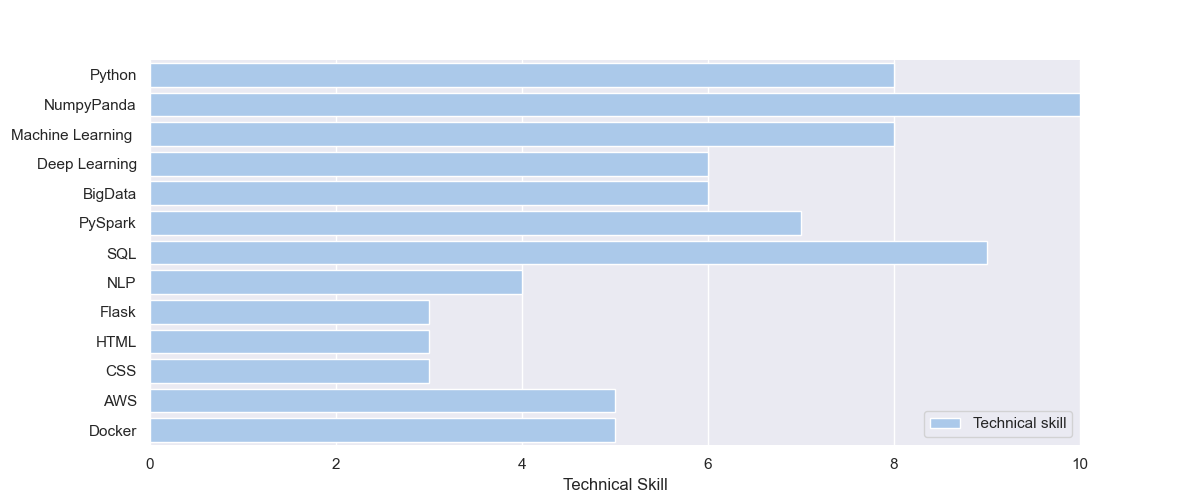 Python
NumpyPanda
Machine Learning
Deep Learning
BigData
PySpark
SQL
NLP
Flask
HTML
CSS
AWS
Docker
Technical skill
0 2 4 6 8 10
Technical Skill